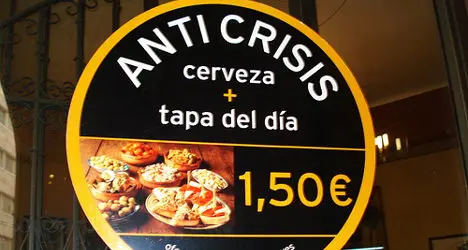 ANTI CRISIS
cerveza
+
tapa del día
1,50€